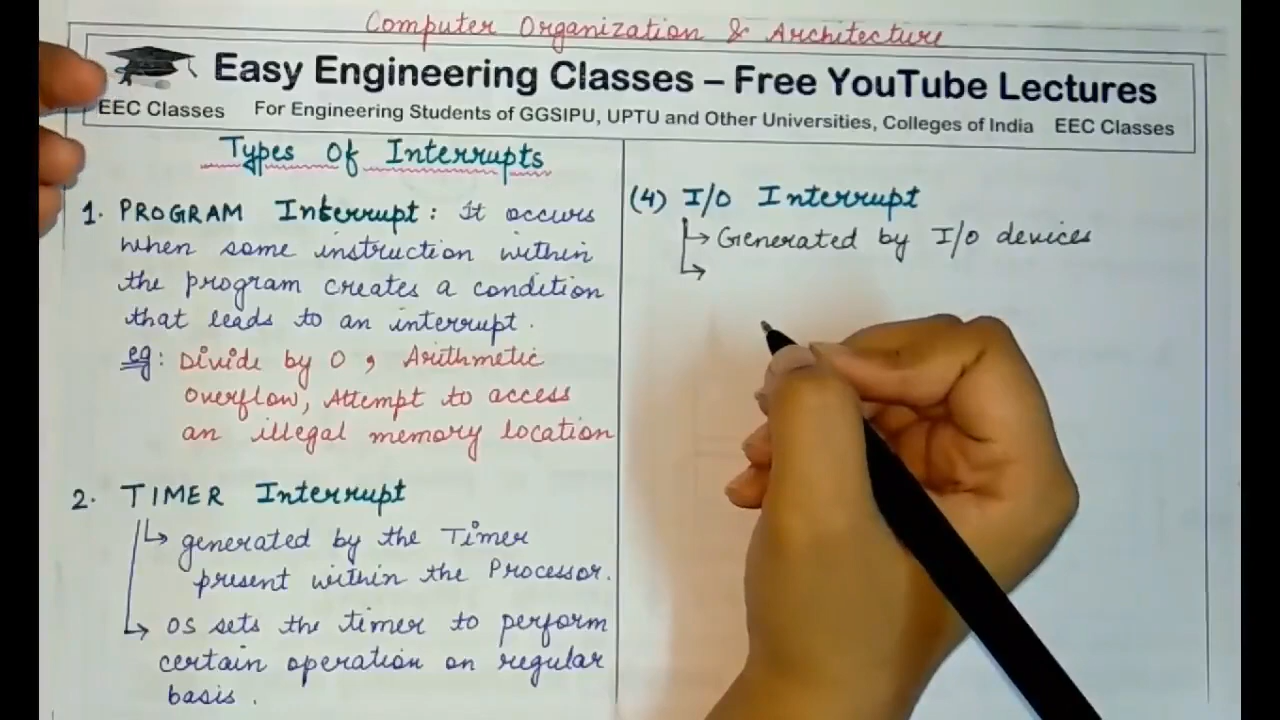 Computer Organization & Architecture
Easy Engineering Classes – Free YouTube Lectures
EEC Classes For Engineering Students of GGSIPU, UPTU and Other Universities, Colleges of India EEC Classes
Types Of Interrupts
1. PROGRAM Interrupt: It occurs
when some instruction within
the program creates a condition
that leads to an interrupt.
eg: Divide by 0, Arithmetic
overflow, Attempt to access
an illegal memory location
2. TIMER Interrupt
↳ generated by the Timer
present within the Processor.
↳ OS sets the timer to perform
certain operation on regular
basis.
(4) I/O Interrupt
↳ Generated by I/O devices
↳